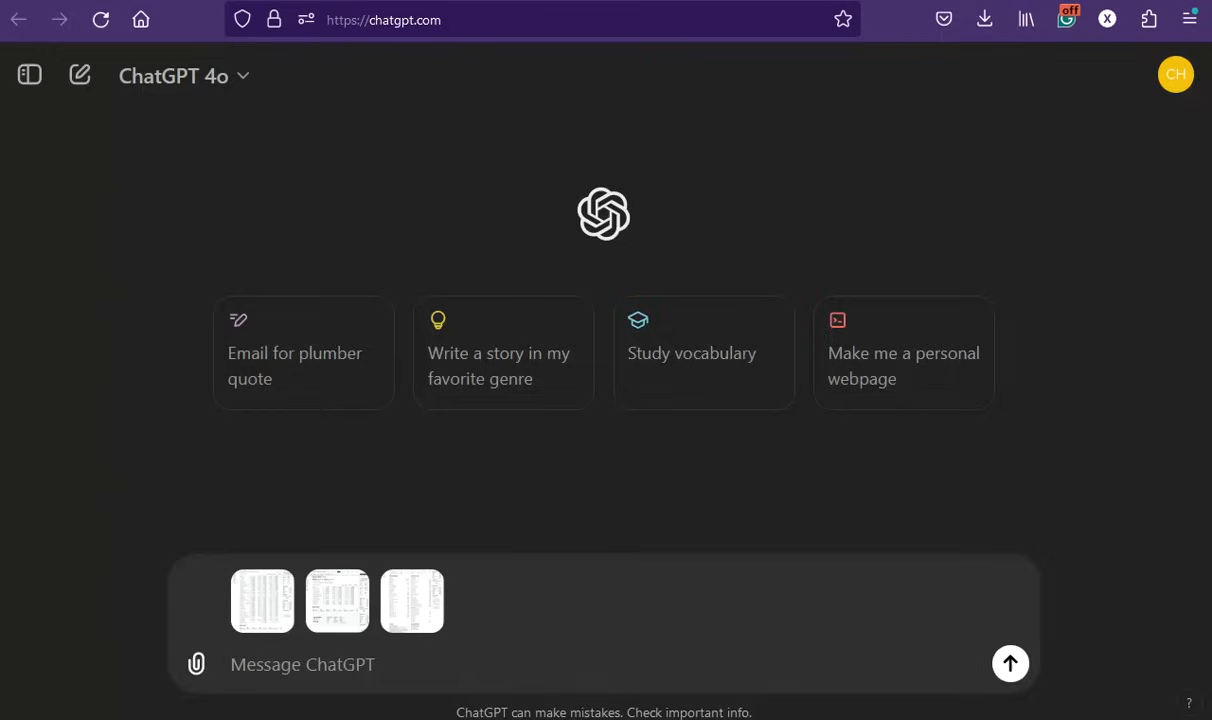 https://chatgpt.com
off
X
ChatGPT 4o
CH
Email for plumber
quote
Write a story in my
favorite genre
Study vocabulary
Make me a personal
webpage
Message ChatGPT
ChatGPT can make mistakes. Check important info.
?